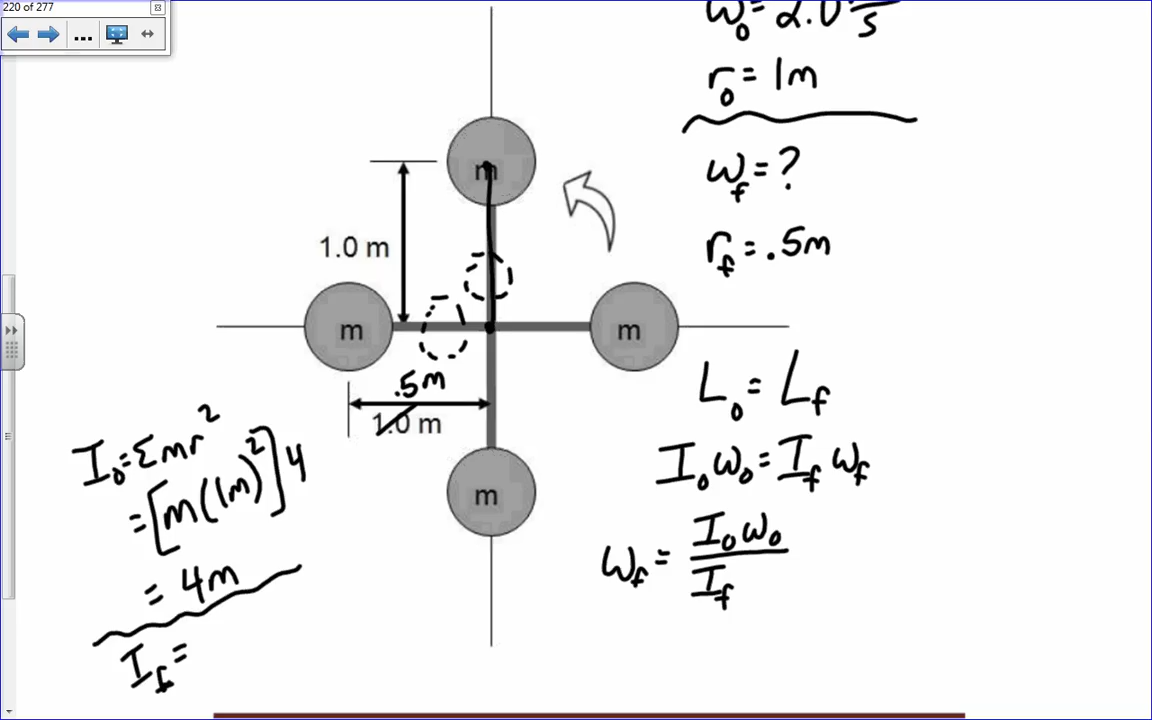 220 of 277
...
ω₀ = 2.0 /s
r₀ = 1m
ω_f = ?
r_f = .5m
m
1.0 m
m
m
.5m
1.0 m
m
I₀ = Σmr²
= [m(1m)²]4
= 4m
I_f =
L₀ = L_f
I₀ω₀ = I_f ω_f
ω_f = I₀ω₀ / I_f